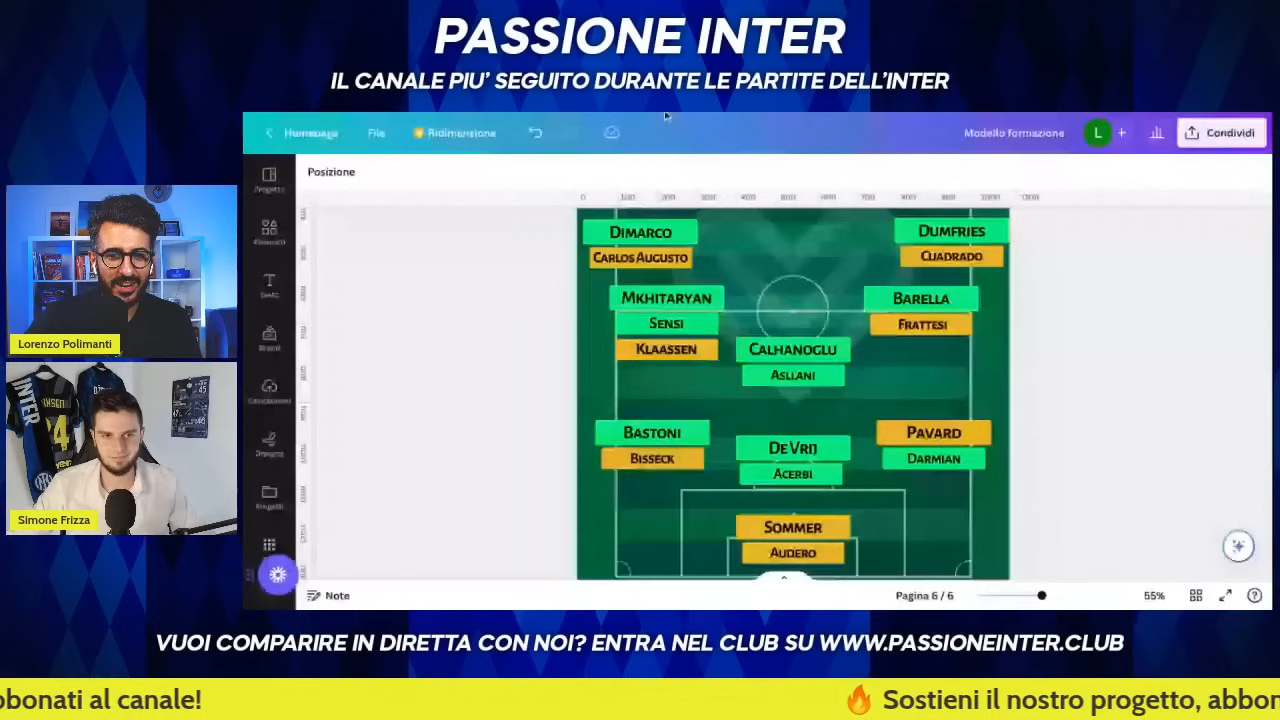 PASSIONE INTER
IL CANALE PIU' SEGUITO DURANTE LE PARTITE DELL'INTER
Homepage File Ridimensiona Modello formazione L + Condividi
Posizione
Progetti
DIMARCO
CARLOS AUGUSTO
DUMFRIES
CUADRADO
MKHITARYAN
SENSI
KLAASSEN
BARELLA
FRATTESI
CALHANOGLU
ASLLANI
BASTONI
BISSECK
DE VRIJ
ACERBI
PAVARD
DARMIAN
SOMMER
AUDERO
Note
Pagina 6 / 6
55%
INTER
24
Lorenzo Polimanti
Simone Frizza
VUOI COMPARIRE IN DIRETTA CON NOI? ENTRA NEL CLUB SU WWW.PASSIONEINTER.CLUB
bbonati al canale! 🔥 Sostieni il nostro progetto, abbon